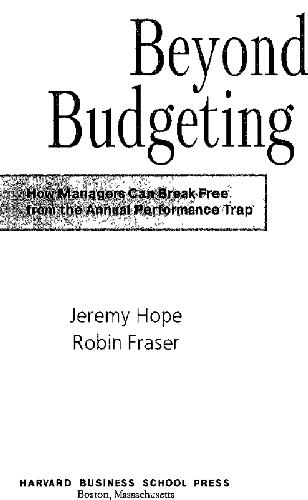 Beyond
Budgeting
How Managers Can Break Free
from the Annual Performance Trap
Jeremy Hope
Robin Fraser
HARVARD BUSINESS SCHOOL PRESS
Boston, Massachusetts